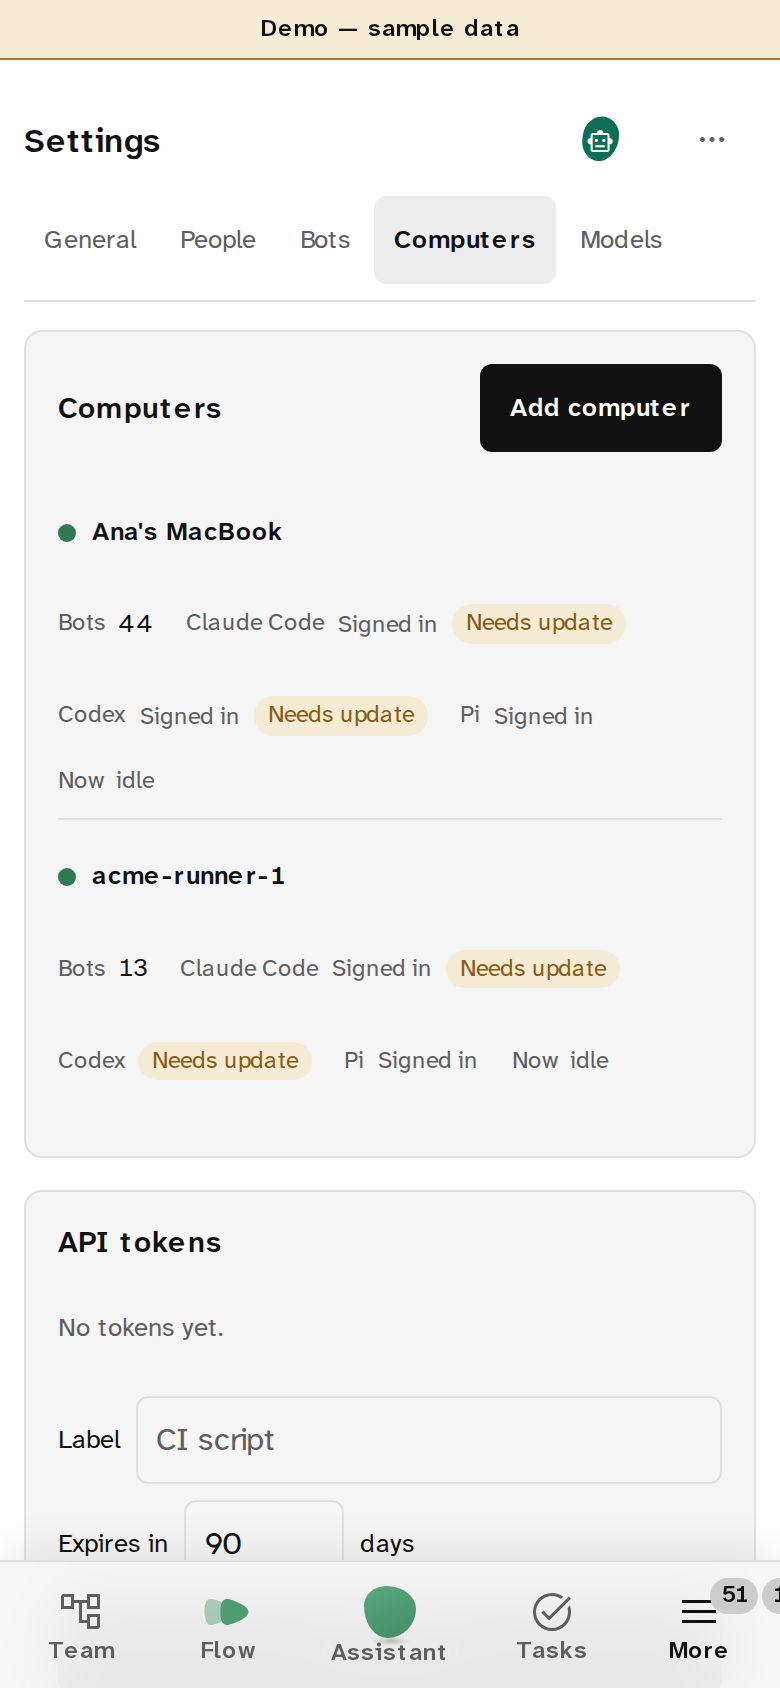 Demo — sample data
Settings
General People Bots Computers Models
Computers Add computer
Ana's MacBook
Bots 44 Claude Code Signed in Needs update
Codex Signed in Needs update Pi Signed in
Now idle
acme-runner-1
Bots 13 Claude Code Signed in Needs update
Codex Needs update Pi Signed in Now idle
API tokens
No tokens yet.
Label CI script
Expires in 90 days
51
Team Flow Assistant Tasks More